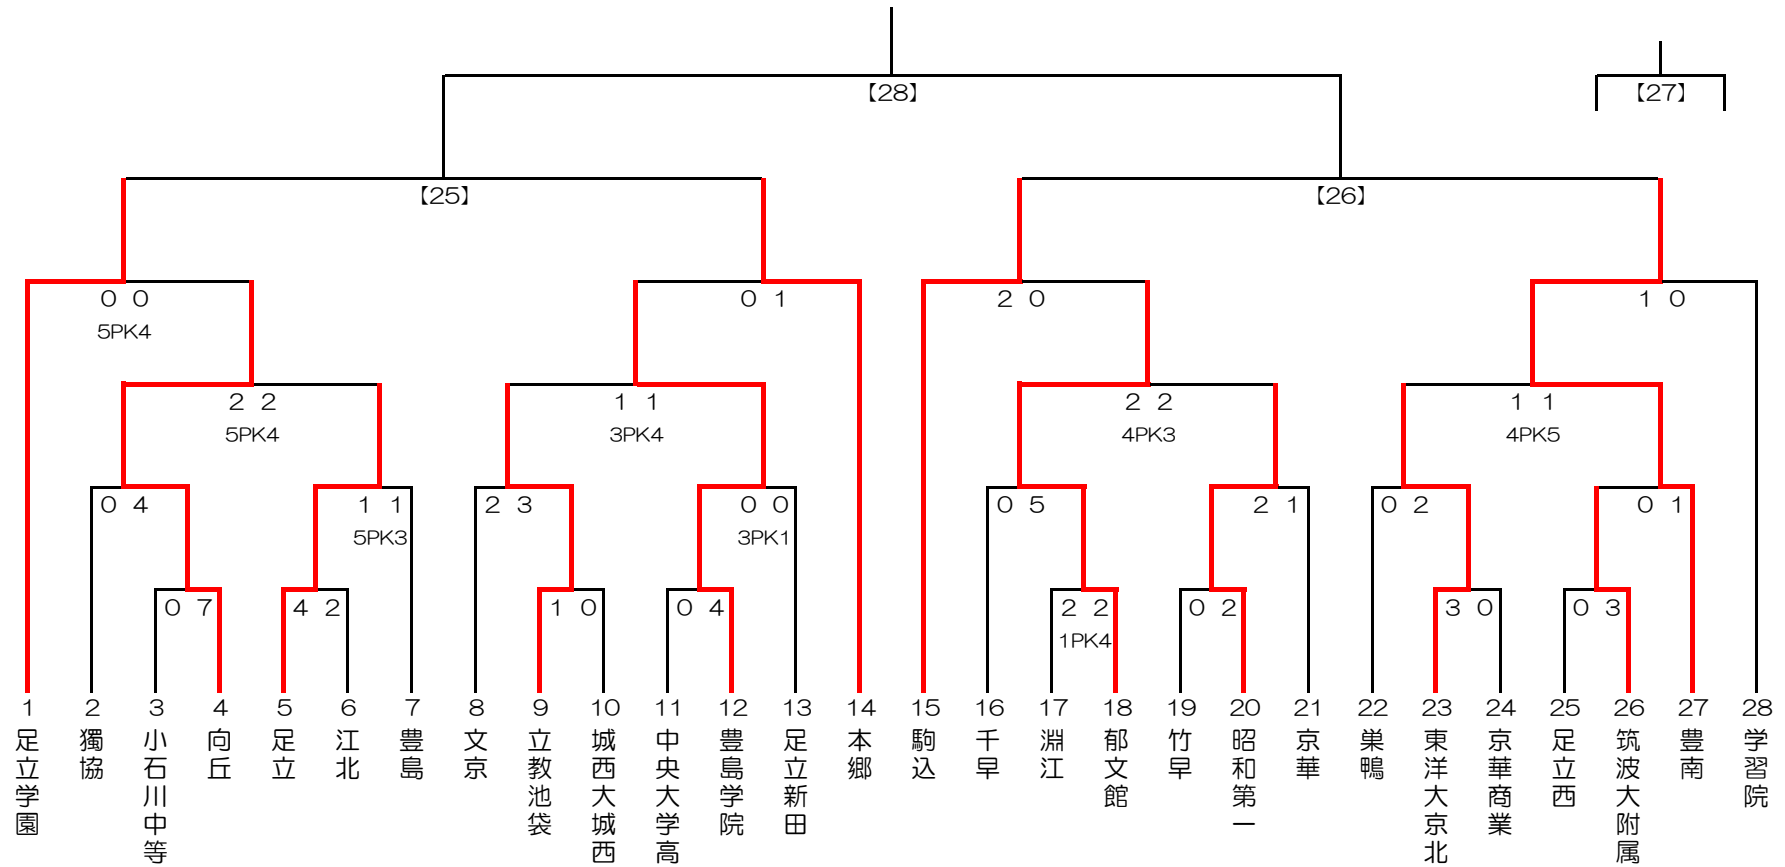 【28】
【27】
【25】
【26】
0 0
0 1
2 0
1 0
5PK4
2 2
1 1
2 2
1 1
5PK4
3PK4
4PK3
4PK5
0 4
1 1
2 3
0 0
0 5
2 1
0 2
0 1
5PK3
3PK1
0 7
4 2
1 0
0 4
2 2
0 2
3 0
0 3
1PK4
1 2 3 4 5 6 7 8 9 10 11 12 13 14 15 16 17 18 19 20 21 22 23 24 25 26 27 28
足立学園
獨協
小石川中等
向丘
足立
江北
豊島
文京
立教池袋
城西大城西
中央大学高
豊島学院
足立新田
本郷
駒込
千早
淵江
郁文館
竹早
昭和第一
京華
巣鴨
東洋大京北
京華商業
足立西
筑波大附属
豊南
学習院